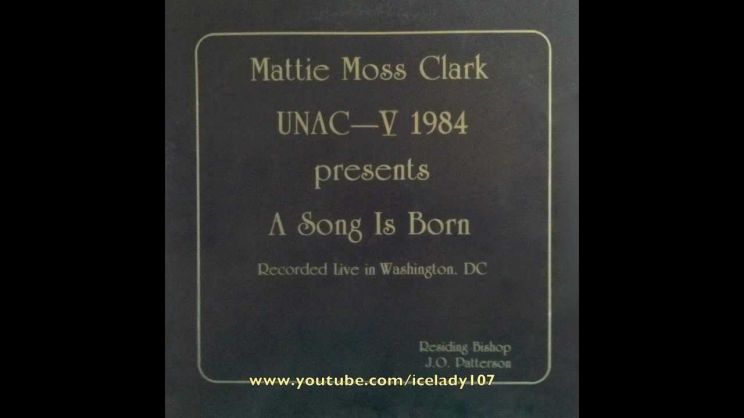 Mattie Moss Clark
UNAC—V 1984
presents
A Song Is Born
Recorded Live in Washington, DC
Residing Bishop
J.O. Patterson
www.youtube.com/icelady107